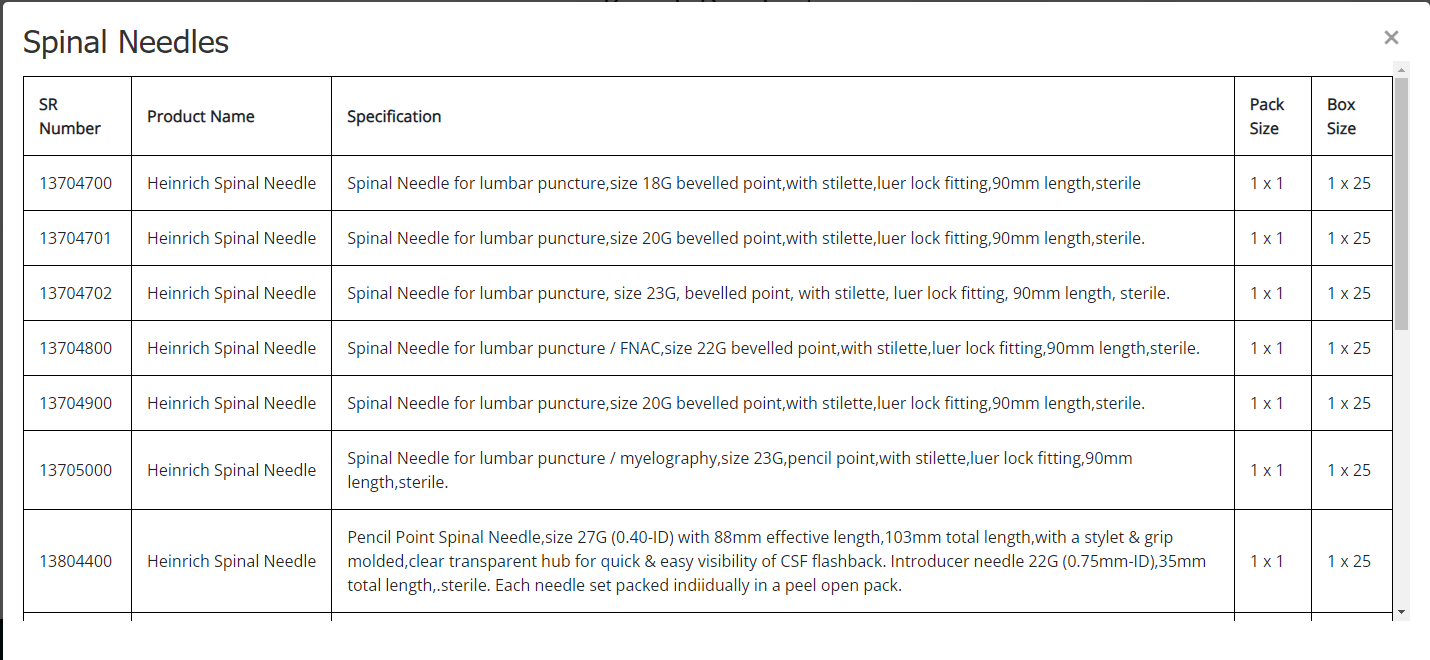 Spinal Needles
×
SR Number
Product Name
Specification
Pack Size
Box Size
13704700 Heinrich Spinal Needle Spinal Needle for lumbar puncture,size 18G bevelled point,with stilette,luer lock fitting,90mm length,sterile 1 x 1 1 x 25
13704701 Heinrich Spinal Needle Spinal Needle for lumbar puncture,size 20G bevelled point,with stilette,luer lock fitting,90mm length,sterile. 1 x 1 1 x 25
13704702 Heinrich Spinal Needle Spinal Needle for lumbar puncture, size 23G, bevelled point, with stilette, luer lock fitting, 90mm length, sterile. 1 x 1 1 x 25
13704800 Heinrich Spinal Needle Spinal Needle for lumbar puncture / FNAC,size 22G bevelled point,with stilette,luer lock fitting,90mm length,sterile. 1 x 1 1 x 25
13704900 Heinrich Spinal Needle Spinal Needle for lumbar puncture,size 20G bevelled point,with stilette,luer lock fitting,90mm length,sterile. 1 x 1 1 x 25
13705000 Heinrich Spinal Needle Spinal Needle for lumbar puncture / myelography,size 23G,pencil point,with stilette,luer lock fitting,90mm
length,sterile. 1 x 1 1 x 25
13804400 Heinrich Spinal Needle Pencil Point Spinal Needle,size 27G (0.40-ID) with 88mm effective length,103mm total length,with a stylet & grip
molded,clear transparent hub for quick & easy visibility of CSF flashback. Introducer needle 22G (0.75mm-ID),35mm
total length,.sterile. Each needle set packed indiidually in a peel open pack. 1 x 1 1 x 25